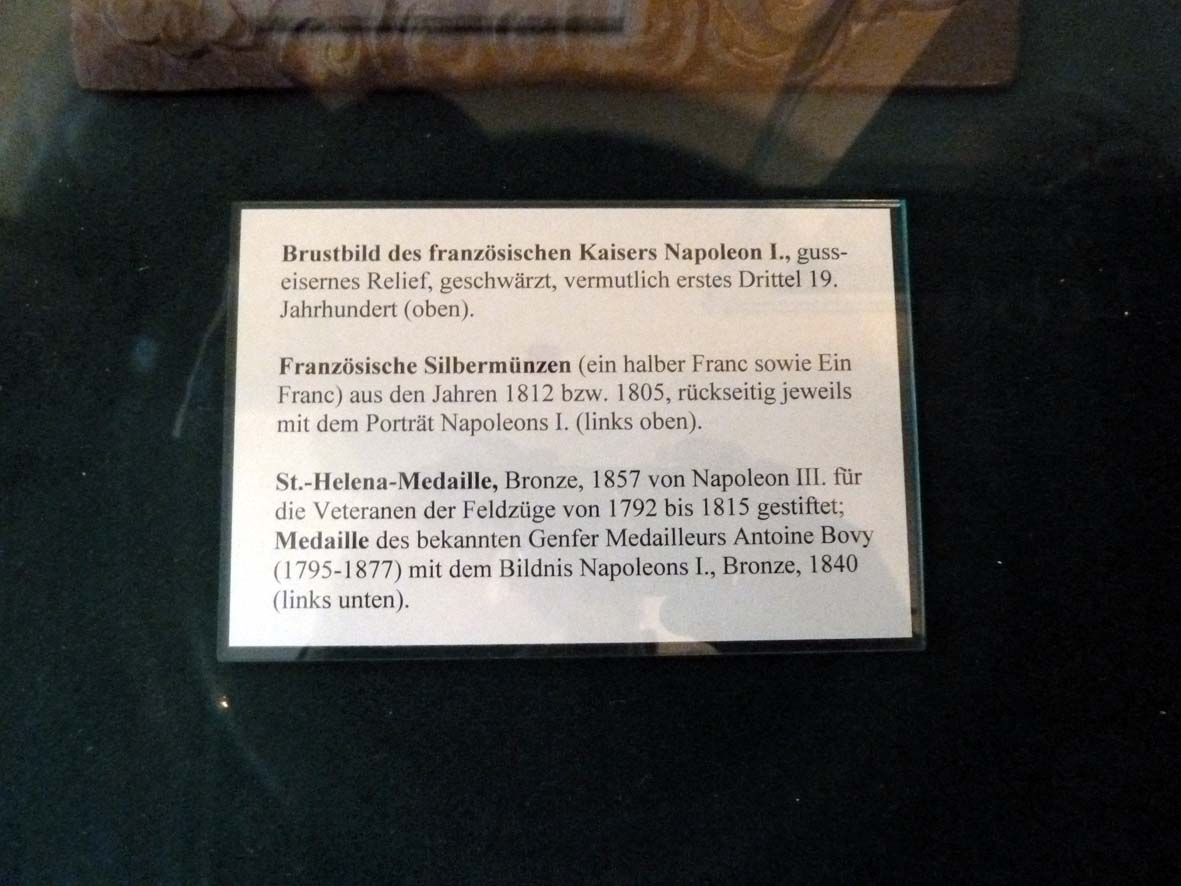 Brustbild des französischen Kaisers Napoleon I., guss-
eisernes Relief, geschwärzt, vermutlich erstes Drittel 19.
Jahrhundert (oben).
Französische Silbermünzen (ein halber Franc sowie Ein
Franc) aus den Jahren 1812 bzw. 1805, rückseitig jeweils
mit dem Porträt Napoleons I. (links oben).
St.-Helena-Medaille, Bronze, 1857 von Napoleon III. für
die Veteranen der Feldzüge von 1792 bis 1815 gestiftet;
Medaille des bekannten Genfer Medailleurs Antoine Bovy
(1795-1877) mit dem Bildnis Napoleons I., Bronze, 1840
(links unten).